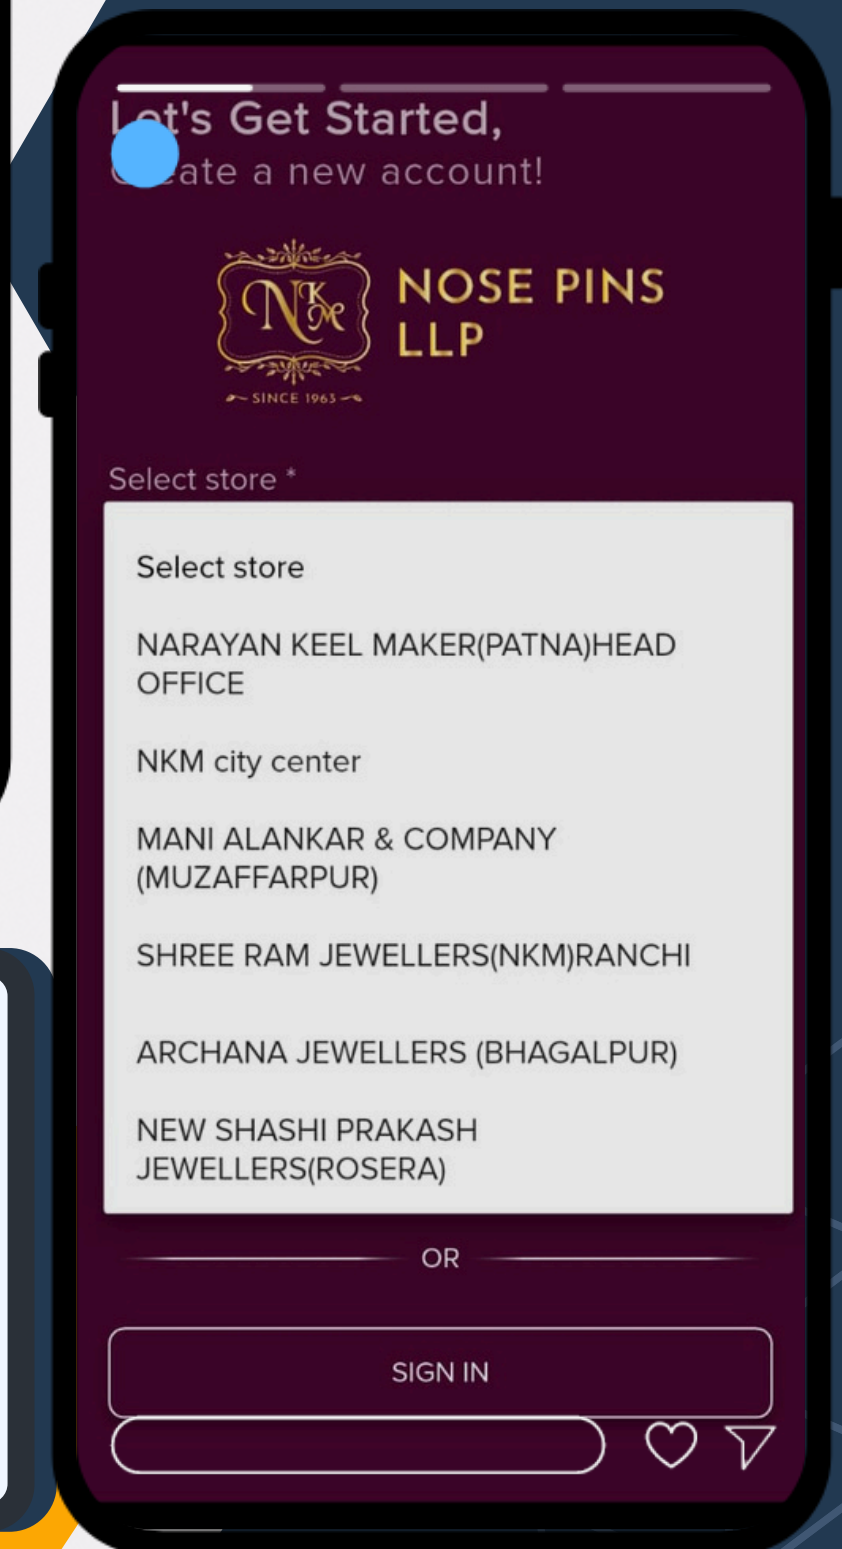 Let's Get Started,
Create a new account!
NKM
NOSE PINS
LLP
SINCE 1963
Select store *
Select store
NARAYAN KEEL MAKER(PATNA)HEAD
OFFICE
NKM city center
MANI ALANKAR & COMPANY
(MUZAFFARPUR)
SHREE RAM JEWELLERS(NKM)RANCHI
ARCHANA JEWELLERS (BHAGALPUR)
NEW SHASHI PRAKASH
JEWELLERS(ROSERA)
OR
SIGN IN